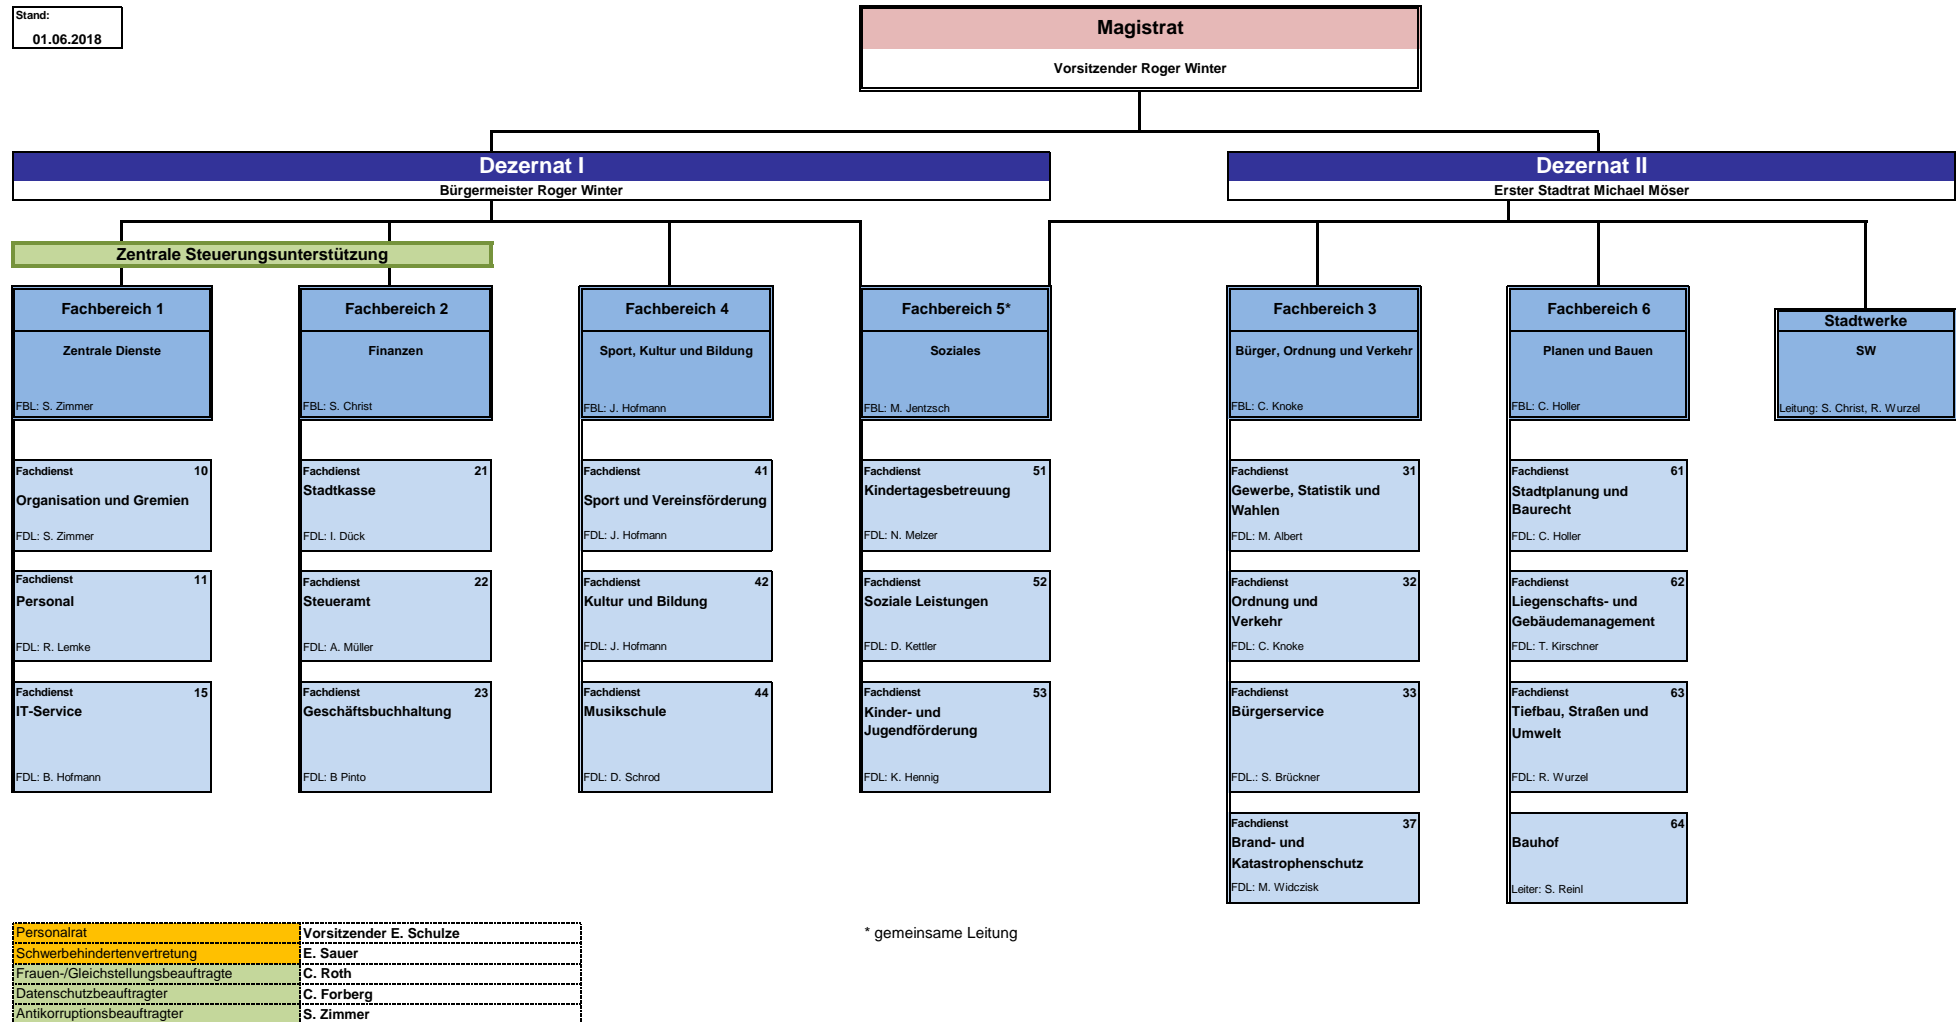 Stand:
01.06.2018
Magistrat
Vorsitzender Roger Winter
Dezernat I
Bürgermeister Roger Winter
Dezernat II
Erster Stadtrat Michael Möser
Zentrale Steuerungsunterstützung
Fachbereich 1
Zentrale Dienste
FBL: S. Zimmer
Fachbereich 2
Finanzen
FBL: S. Christ
Fachbereich 4
Sport, Kultur und Bildung
FBL: J. Hofmann
Fachbereich 5*
Soziales
FBL: M. Jentzsch
Fachbereich 3
Bürger, Ordnung und Verkehr
FBL: C. Knoke
Fachbereich 6
Planen und Bauen
FBL: C. Holler
Stadtwerke
SW
Leitung: S. Christ, R. Wurzel
Fachdienst 10
Organisation und Gremien
FDL: S. Zimmer
Fachdienst 21
Stadtkasse
FDL: I. Dück
Fachdienst 41
Sport und Vereinsförderung
FDL: J. Hofmann
Fachdienst 51
Kindertagesbetreuung
FDL: N. Melzer
Fachdienst 31
Gewerbe, Statistik und
Wahlen
FDL: M. Albert
Fachdienst 61
Stadtplanung und
Baurecht
FDL: C. Holler
Fachdienst 11
Personal
FDL: R. Lemke
Fachdienst 22
Steueramt
FDL: A. Müller
Fachdienst 42
Kultur und Bildung
FDL: J. Hofmann
Fachdienst 52
Soziale Leistungen
FDL: D. Kettler
Fachdienst 32
Ordnung und
Verkehr
FDL: C. Knoke
Fachdienst 62
Liegenschafts- und
Gebäudemanagement
FDL: T. Kirschner
Fachdienst 15
IT-Service
FDL: B. Hofmann
Fachdienst 23
Geschäftsbuchhaltung
FDL: B Pinto
Fachdienst 44
Musikschule
FDL: D. Schrod
Fachdienst 53
Kinder- und
Jugendförderung
FDL: K. Hennig
Fachdienst 33
Bürgerservice
FDL.: S. Brückner
Fachdienst 63
Tiefbau, Straßen und
Umwelt
FDL: R. Wurzel
Fachdienst 37
Brand- und
Katastrophenschutz
FDL: M. Widczisk
64
Bauhof
Leiter: S. Reinl
Personalrat Vorsitzender E. Schulze
Schwerbehindertenvertretung E. Sauer
Frauen-/Gleichstellungsbeauftragte C. Roth
Datenschutzbeauftragter C. Forberg
Antikorruptionsbeauftragter S. Zimmer
* gemeinsame Leitung